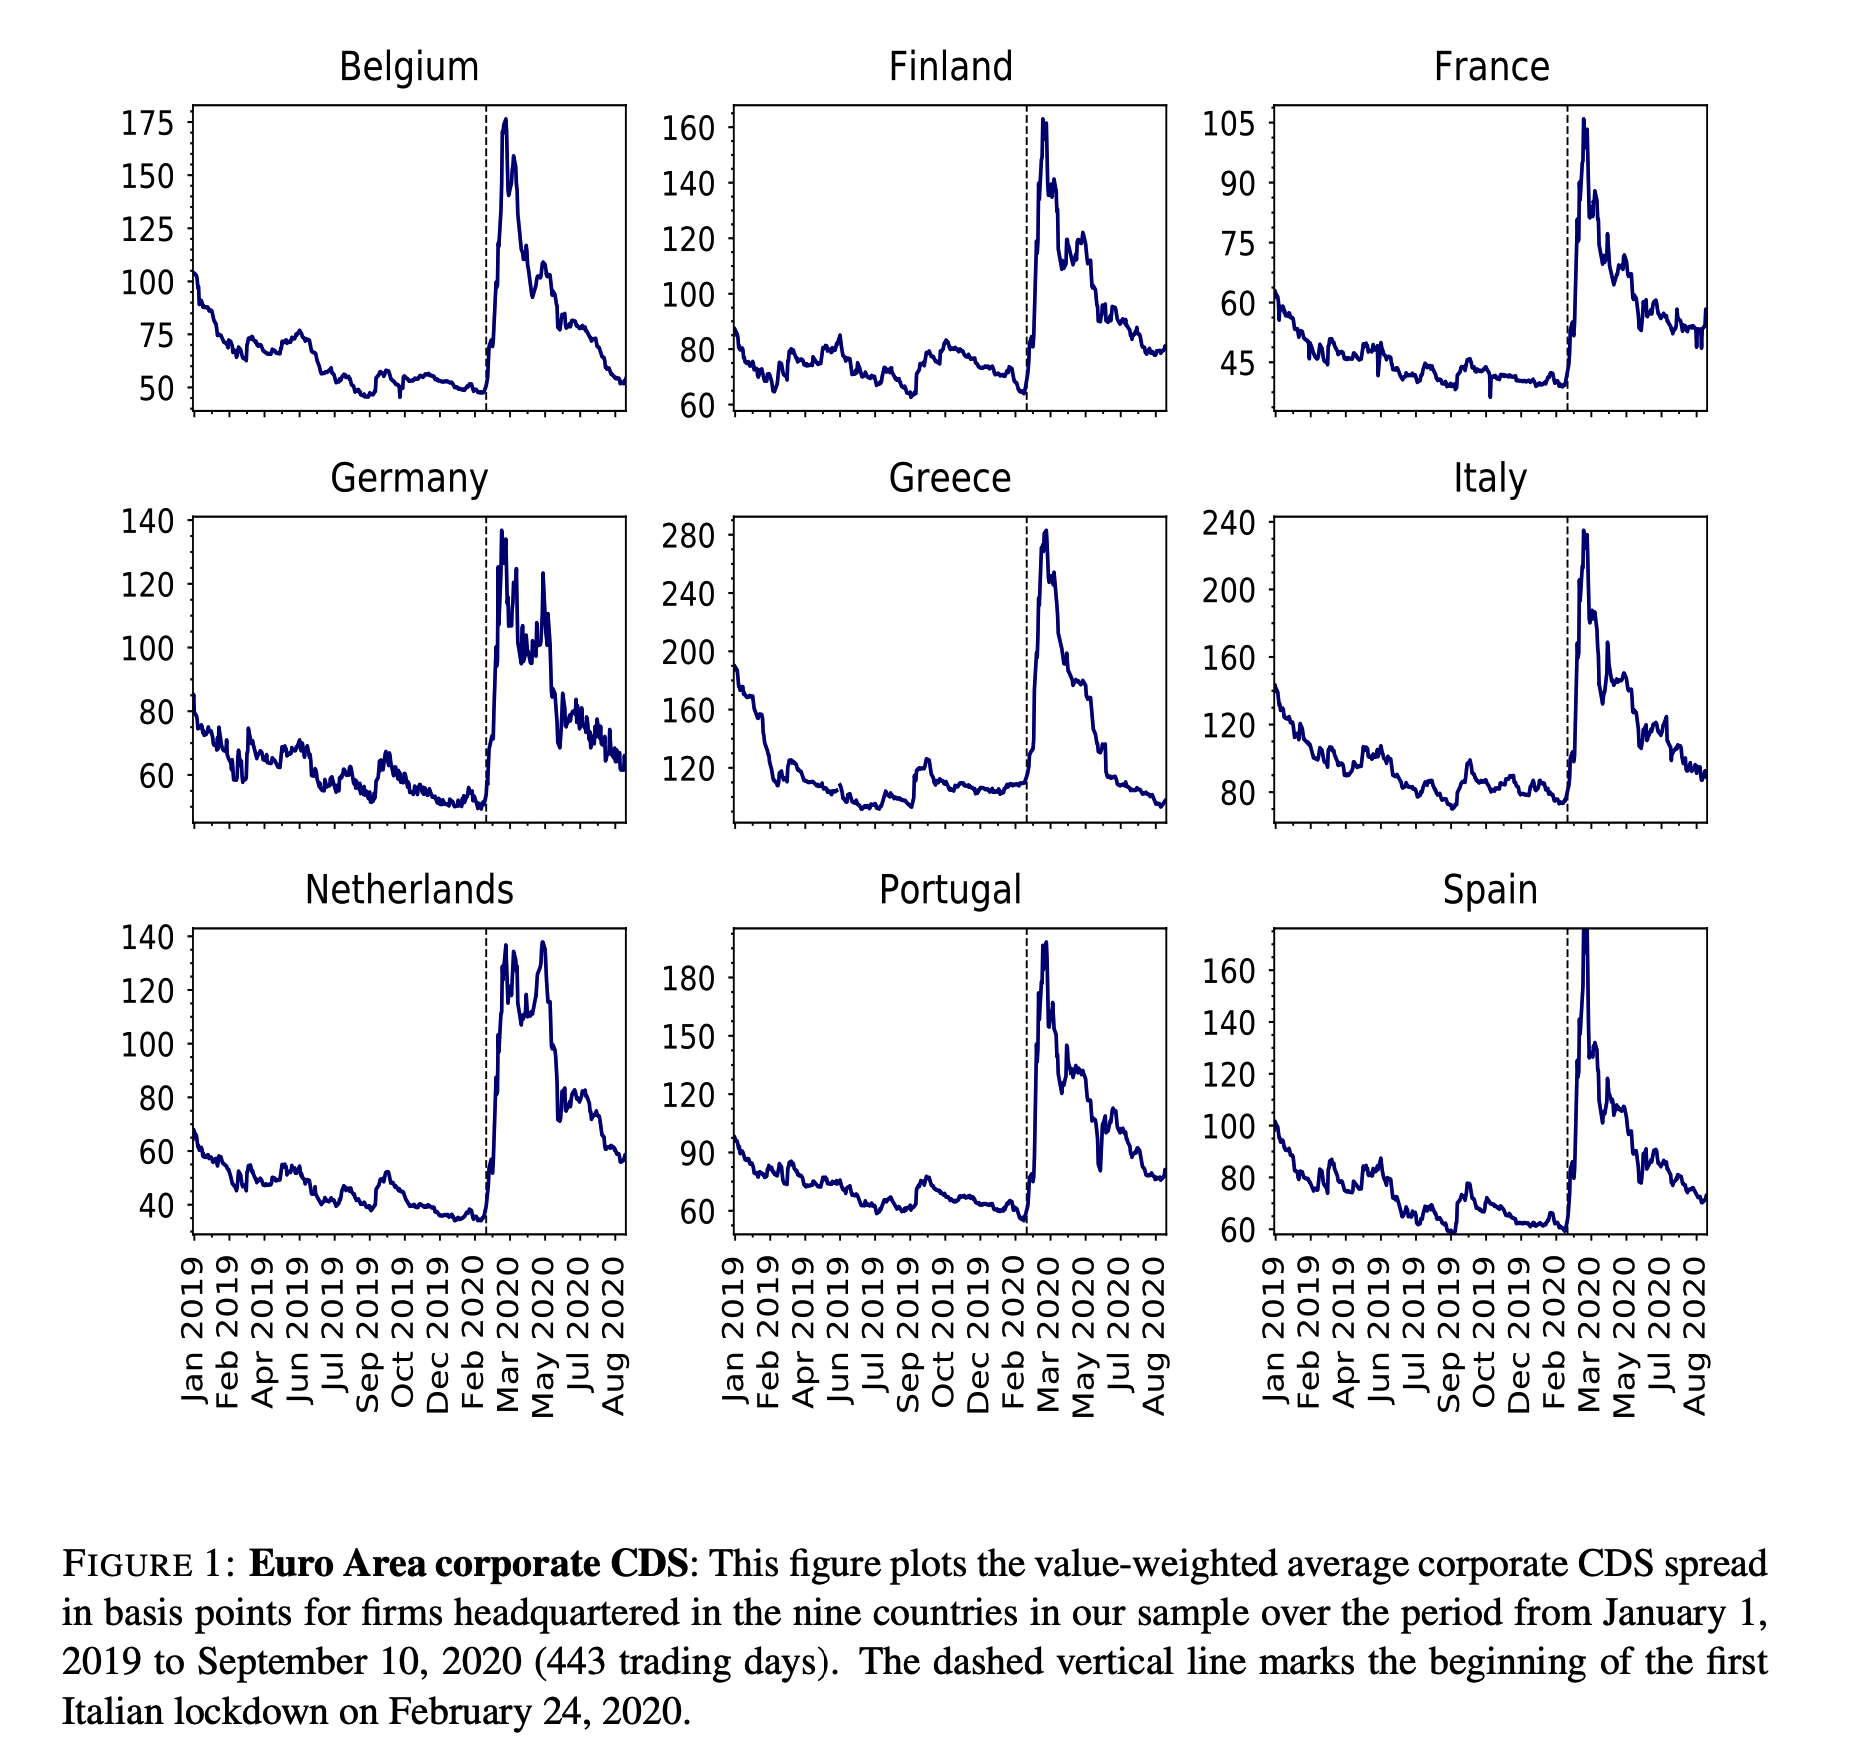 Belgium
Finland
France
175
150
125
100
75
50
160
140
120
100
80
60
105
90
75
60
45
Germany
Greece
Italy
140
120
100
80
60
280
240
200
160
120
240
200
160
120
80
Netherlands
Portugal
Spain
140
120
100
80
60
40
180
150
120
90
60
160
140
120
100
80
60
Jan 2019
Feb 2019
Apr 2019
Jun 2019
Jul 2019
Sep 2019
Oct 2019
Dec 2019
Feb 2020
Mar 2020
May 2020
Jul 2020
Aug 2020
Jan 2019
Feb 2019
Apr 2019
Jun 2019
Jul 2019
Sep 2019
Oct 2019
Dec 2019
Feb 2020
Mar 2020
May 2020
Jul 2020
Aug 2020
Jan 2019
Feb 2019
Apr 2019
Jun 2019
Jul 2019
Sep 2019
Oct 2019
Dec 2019
Feb 2020
Mar 2020
May 2020
Jul 2020
Aug 2020
FIGURE 1: Euro Area corporate CDS: This figure plots the value-weighted average corporate CDS spread
in basis points for firms headquartered in the nine countries in our sample over the period from January 1,
2019 to September 10, 2020 (443 trading days). The dashed vertical line marks the beginning of the first
Italian lockdown on February 24, 2020.